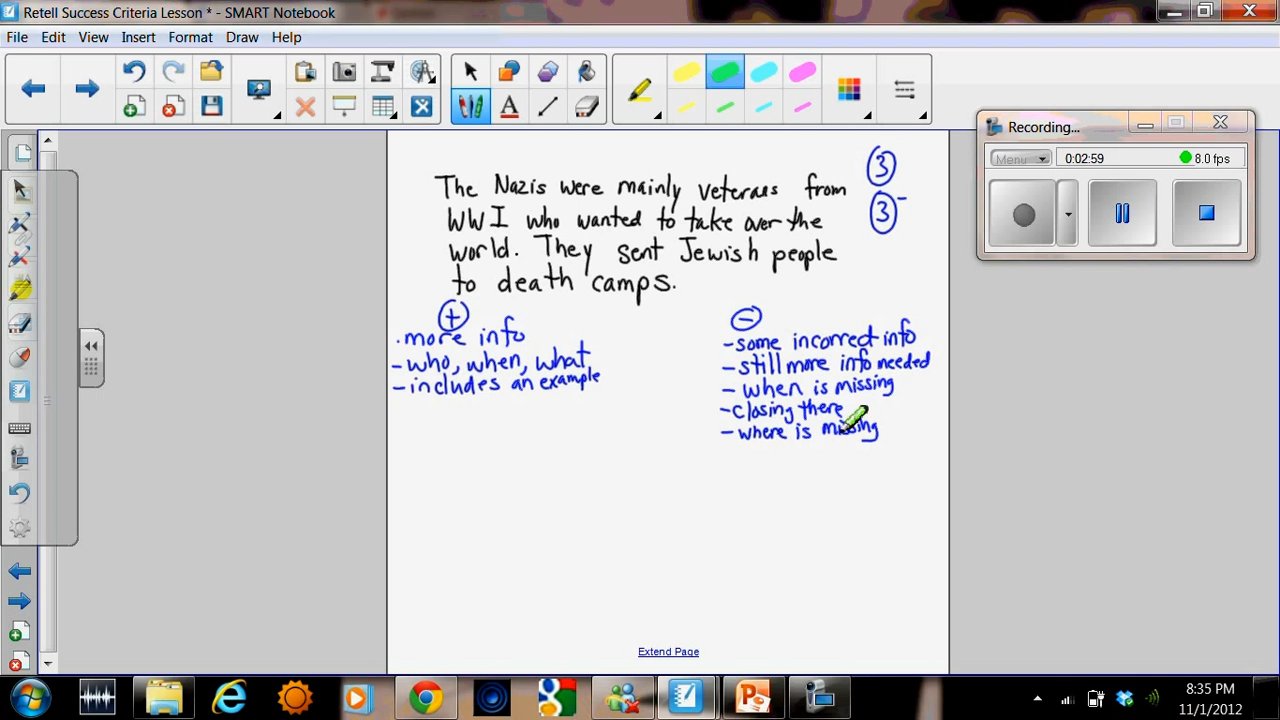 Retell Success Criteria Lesson * - SMART Notebook
File Edit View Insert Format Draw Help
Recording...
Menu 0:02:59 8.0 fps
The Nazis were mainly veterans from
WWI who wanted to take over the
world. They sent Jewish people
to death camps.
3
3-
+
.more info
-who, when, what
-includes an example
-
-some incorrect info
-still more info needed
-when is missing
-closing there
-where is missing
Extend Page
8:35 PM
11/1/2012